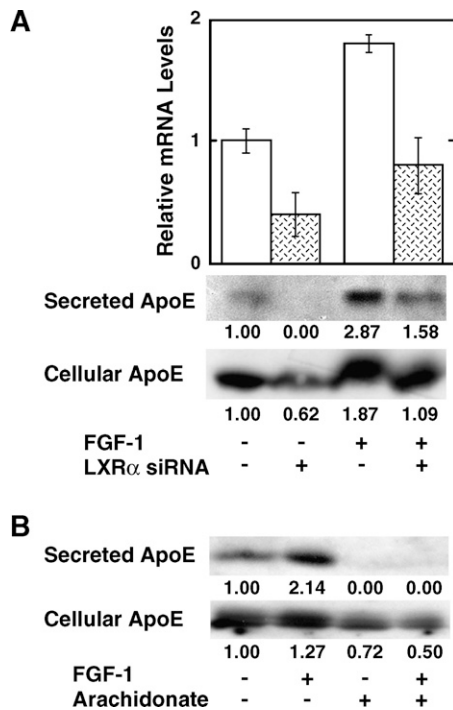 A
Relative mRNA Levels
2
1
0
Secreted ApoE
1.00 0.00 2.87 1.58
Cellular ApoE
1.00 0.62 1.87 1.09
FGF-1 - - + +
LXRα siRNA - + - +
B
Secreted ApoE
1.00 2.14 0.00 0.00
Cellular ApoE
1.00 1.27 0.72 0.50
FGF-1 - + - +
Arachidonate - - + +